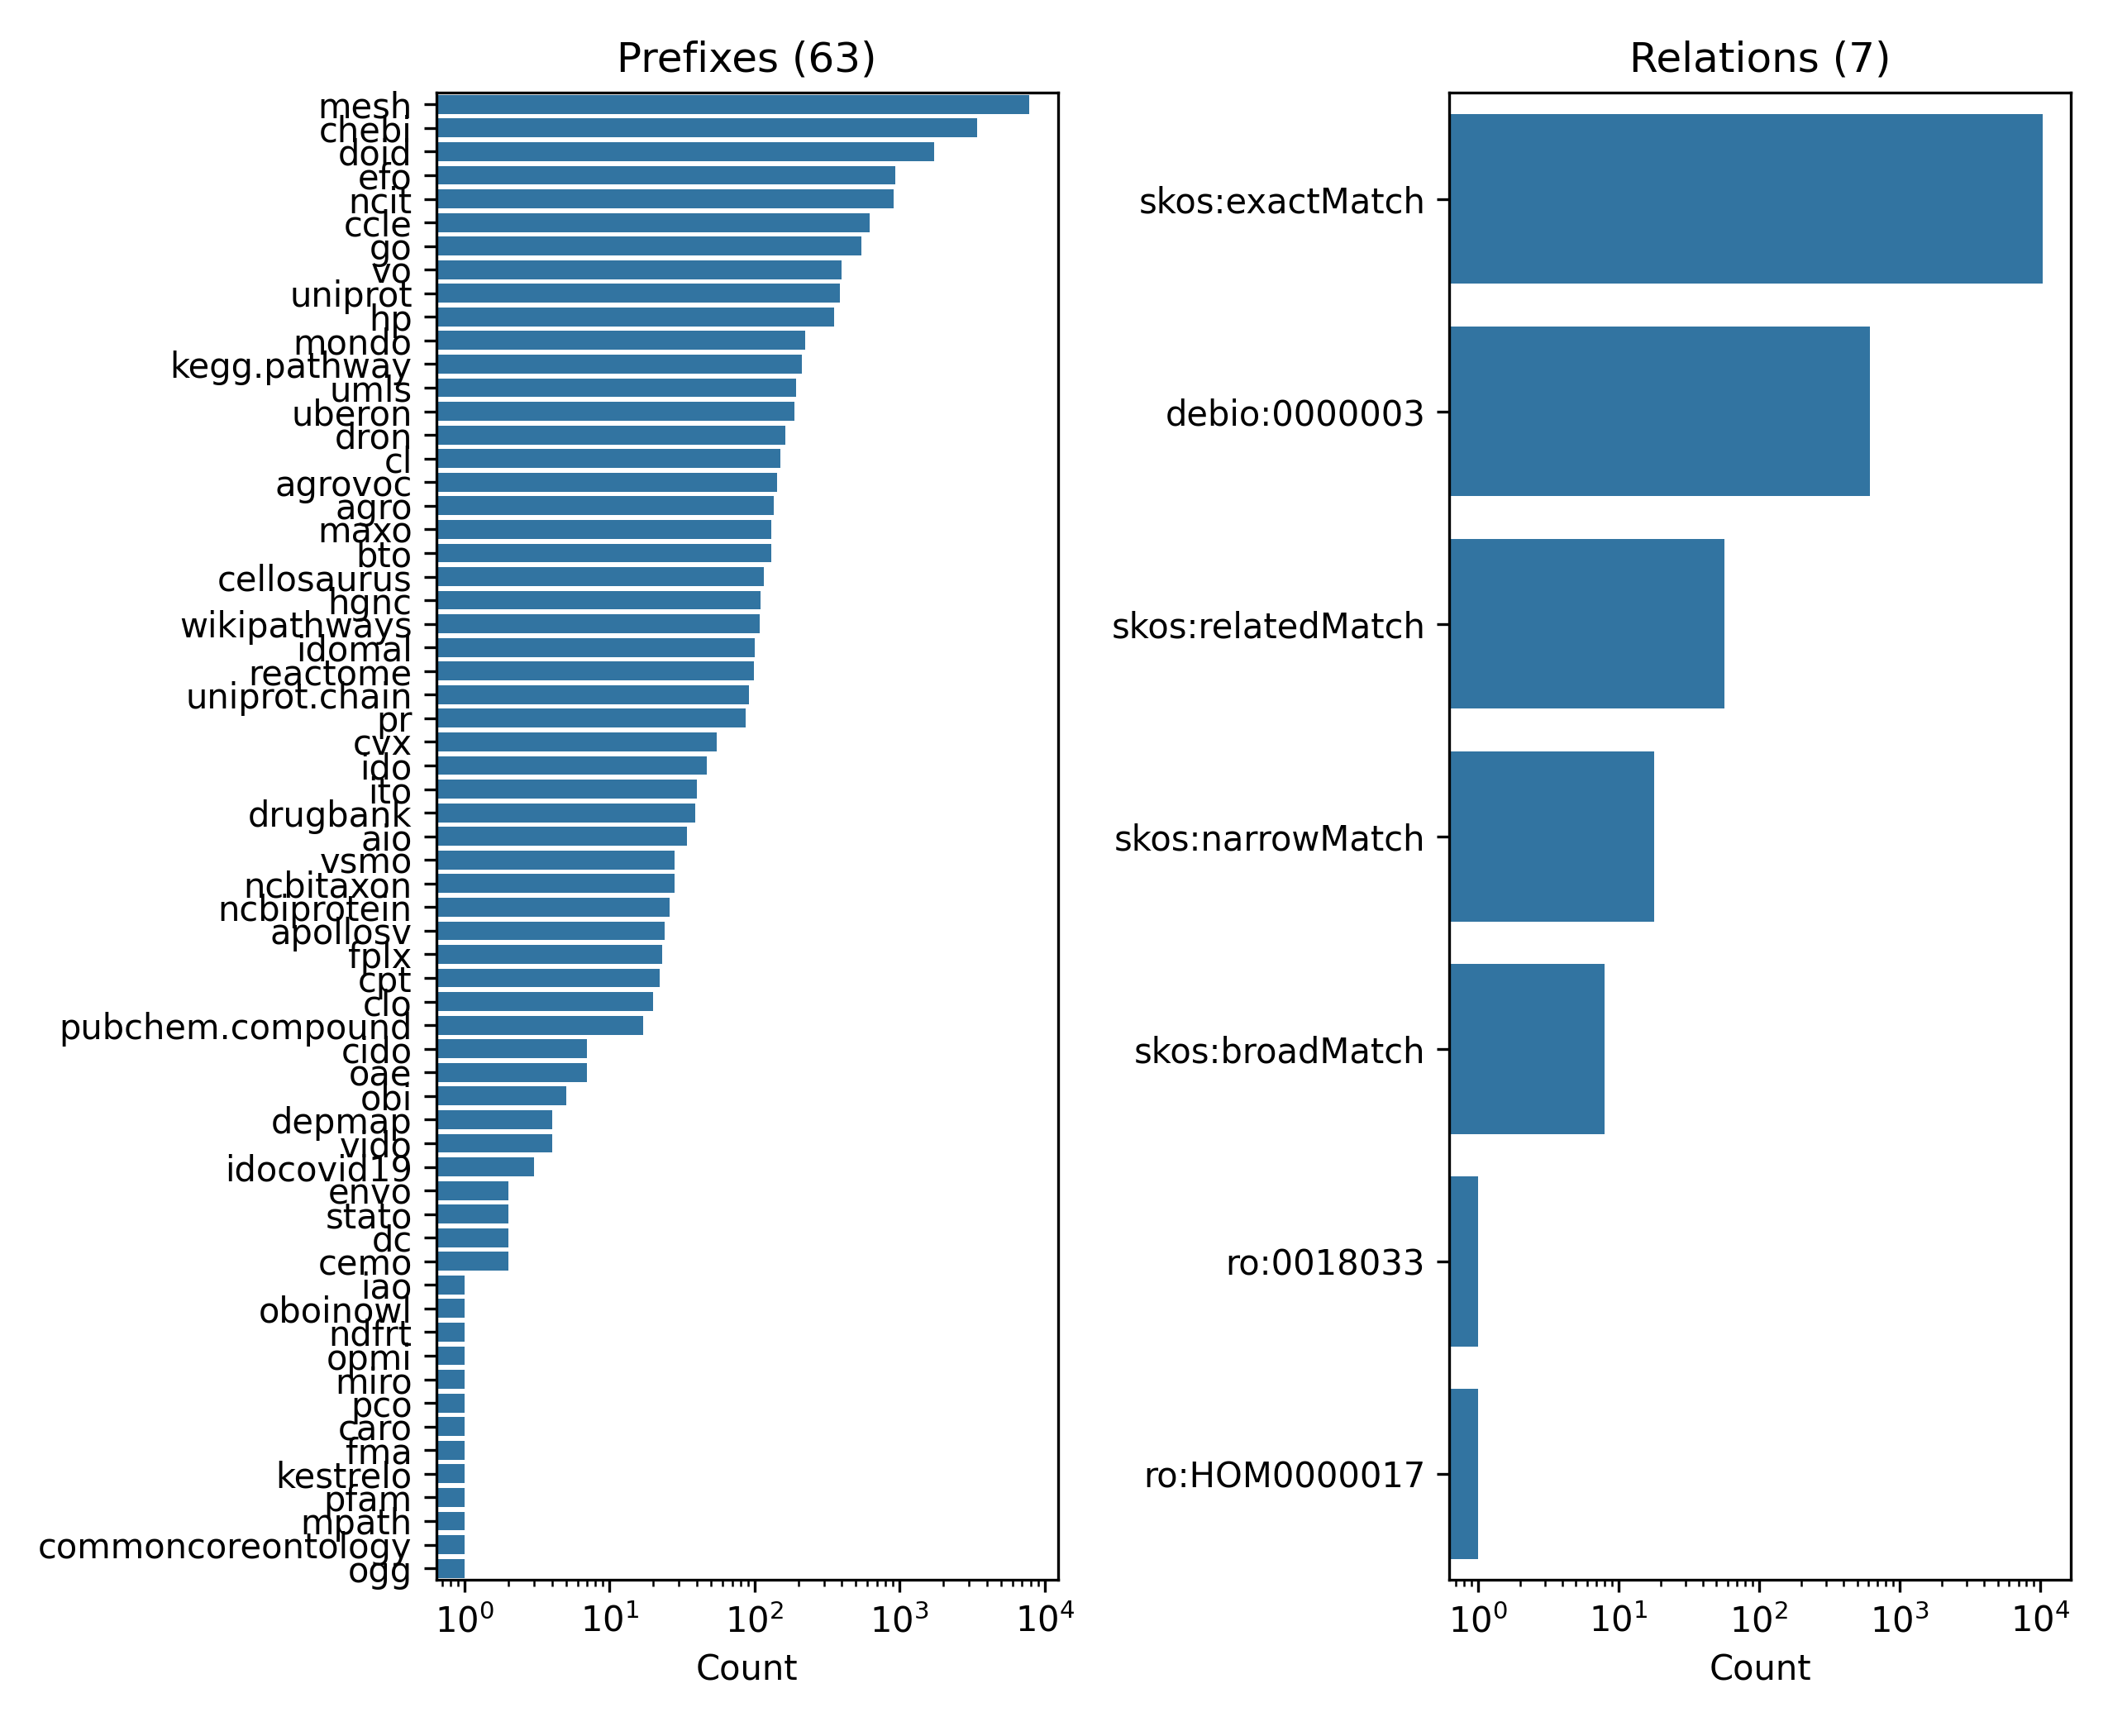 Prefixes (63)
mesh
chebi
doid
efo
ncit
ccle
go
vo
uniprot
hp
mondo
kegg.pathway
umls
uberon
dron
cl
agrovoc
agro
maxo
bto
cellosaurus
hgnc
wikipathways
idomal
reactome
uniprot.chain
pr
cvx
ido
ito
drugbank
aio
vsmo
ncbitaxon
ncbiprotein
apollosv
fplx
cpt
clo
pubchem.compound
cido
oae
obi
depmap
vido
idocovid19
envo
stato
dc
cemo
iao
oboinowl
ndfrt
opmi
miro
pco
caro
fma
kestrelo
pfam
mpath
commoncoreontology
ogg
10⁰ 10¹ 10² 10³ 10⁴
Count
Relations (7)
skos:exactMatch
debio:0000003
skos:relatedMatch
skos:narrowMatch
skos:broadMatch
ro:0018033
ro:HOM0000017
10⁰ 10¹ 10² 10³ 10⁴
Count